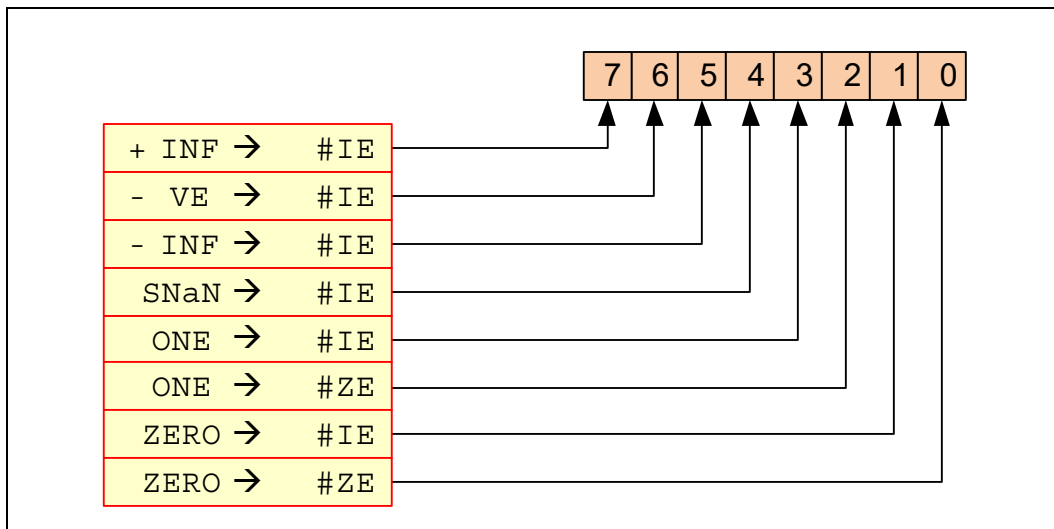 7 6 5 4 3 2 1 0
+ INF → #IE
- VE → #IE
- INF → #IE
SNaN → #IE
ONE → #IE
ONE → #ZE
ZERO → #IE
ZERO → #ZE